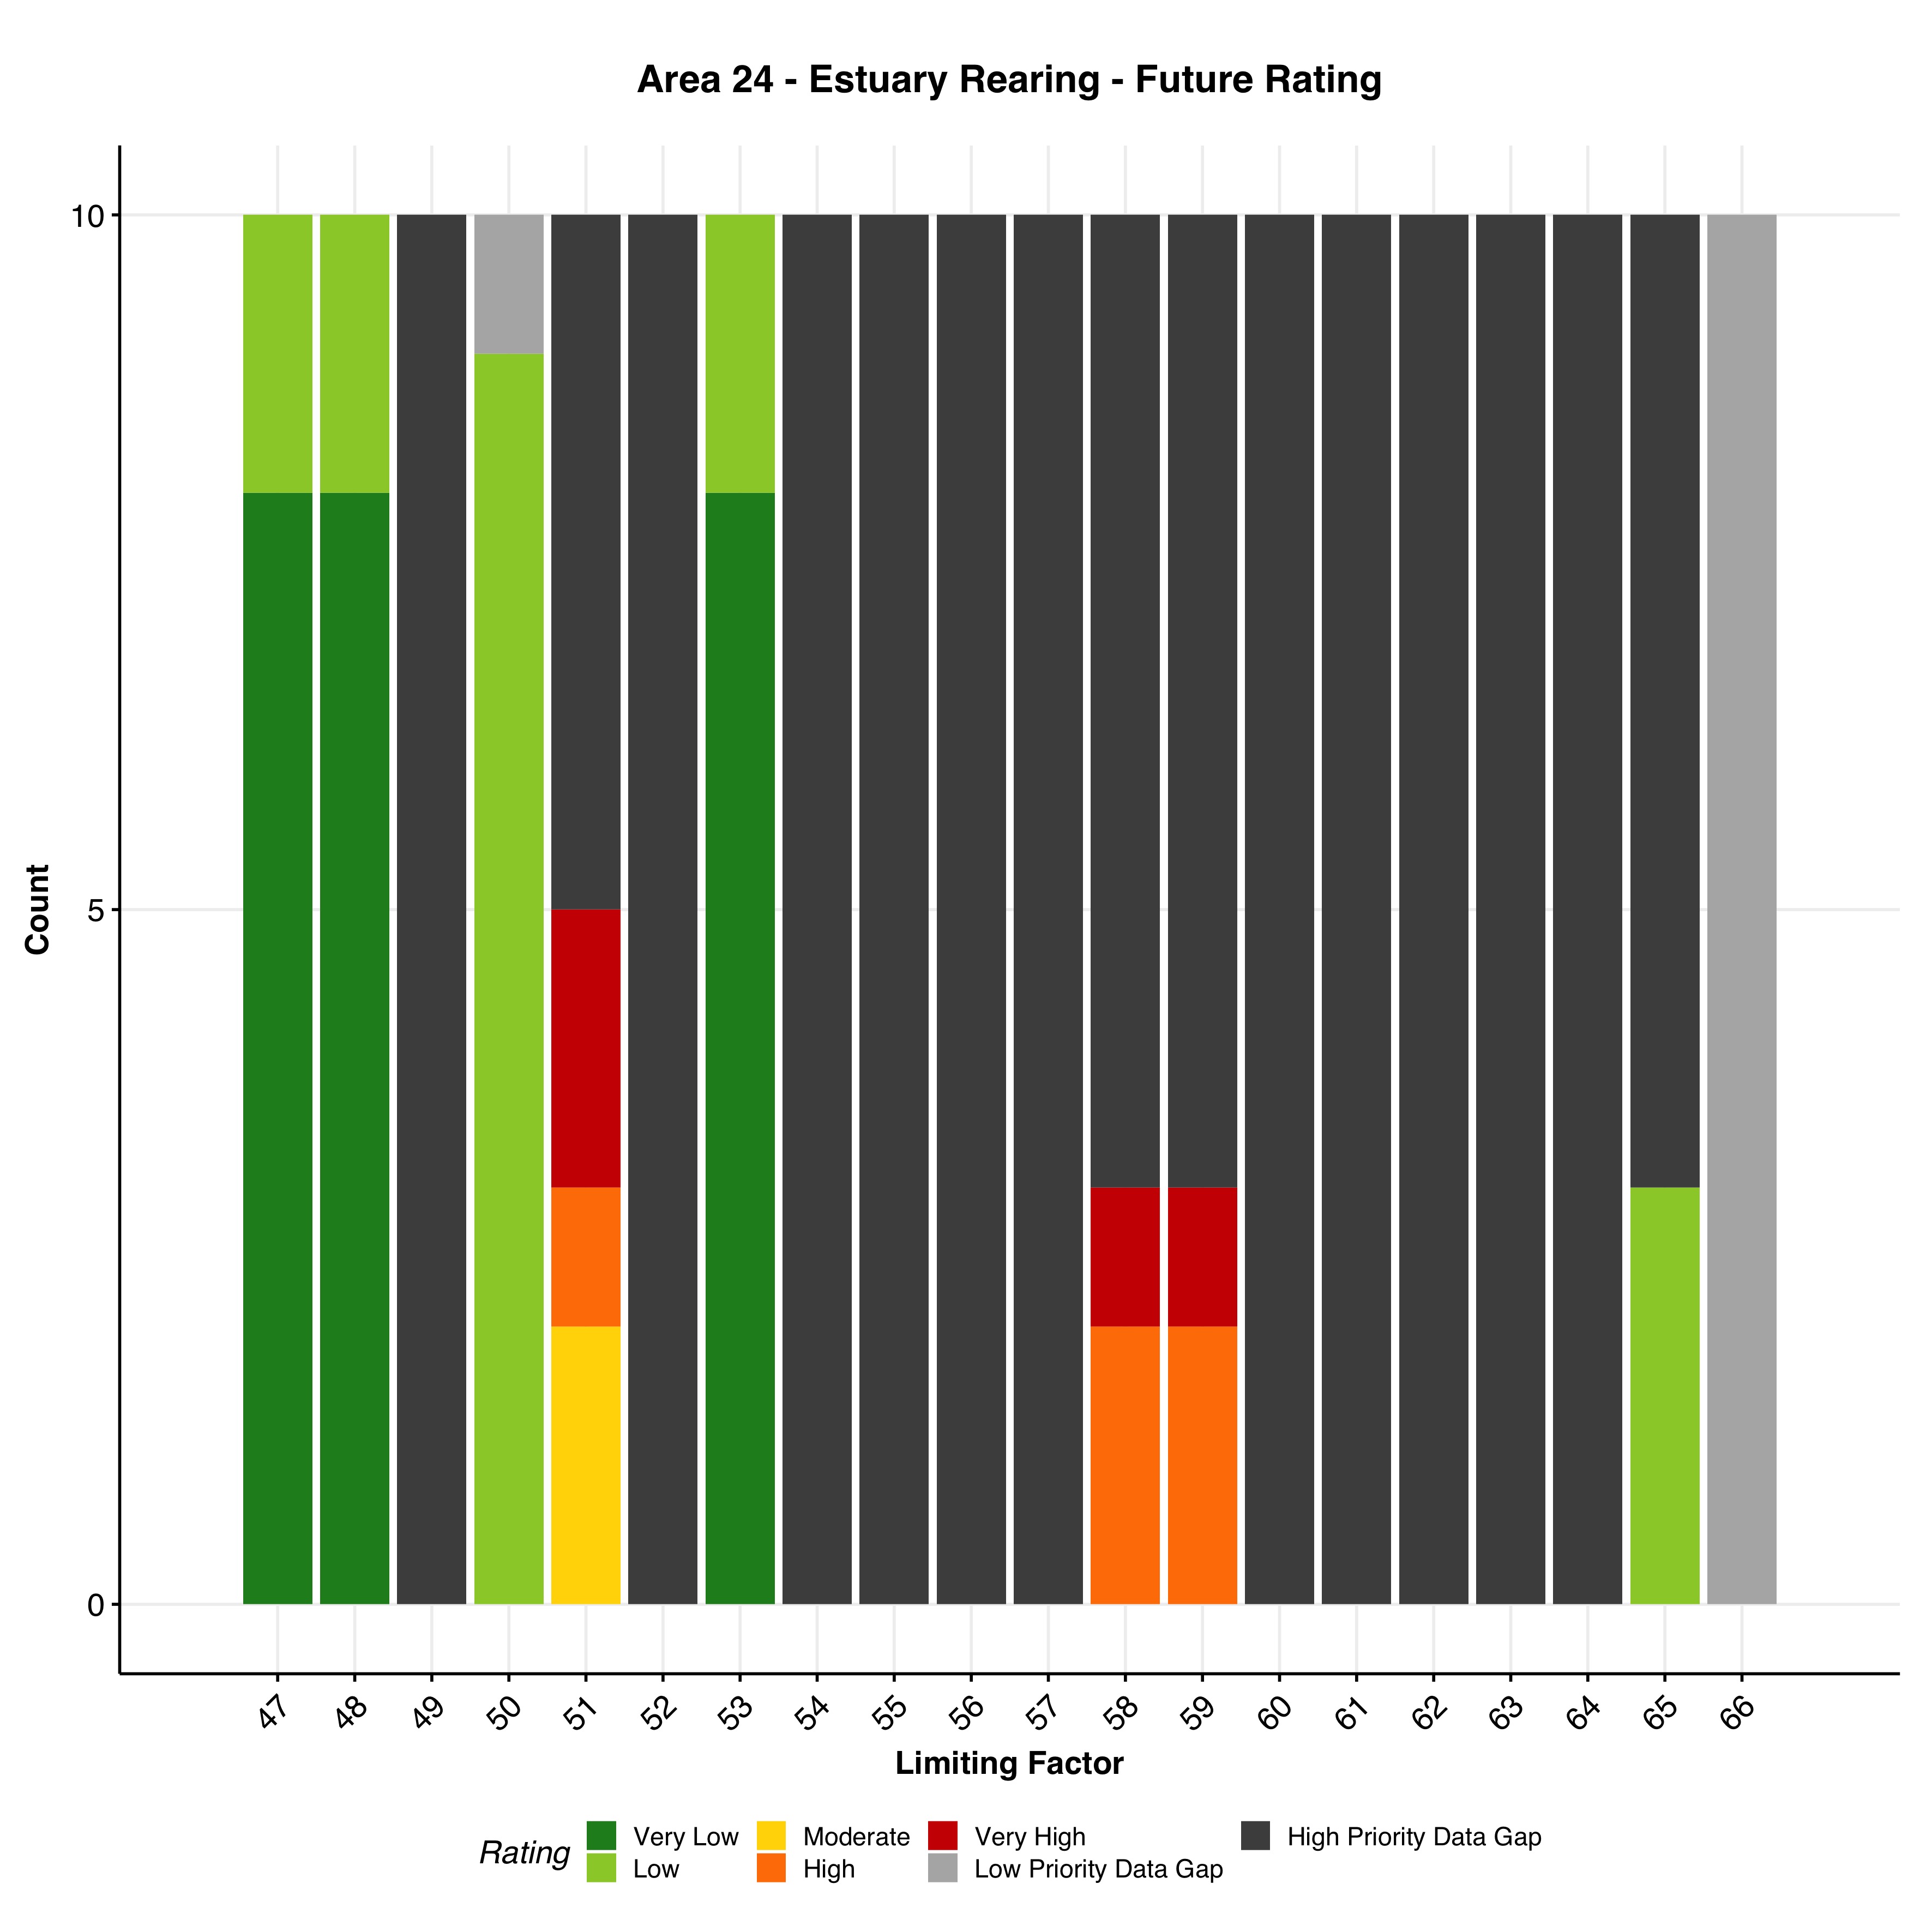 Area 24 - Estuary Rearing - Future Rating
Count
10
5
0
47 48 49 50 51 52 53 54 55 56 57 58 59 60 61 62 63 64 65 66
Limiting Factor
Rating
Very Low Moderate Very High High Priority Data Gap
Low High Low Priority Data Gap